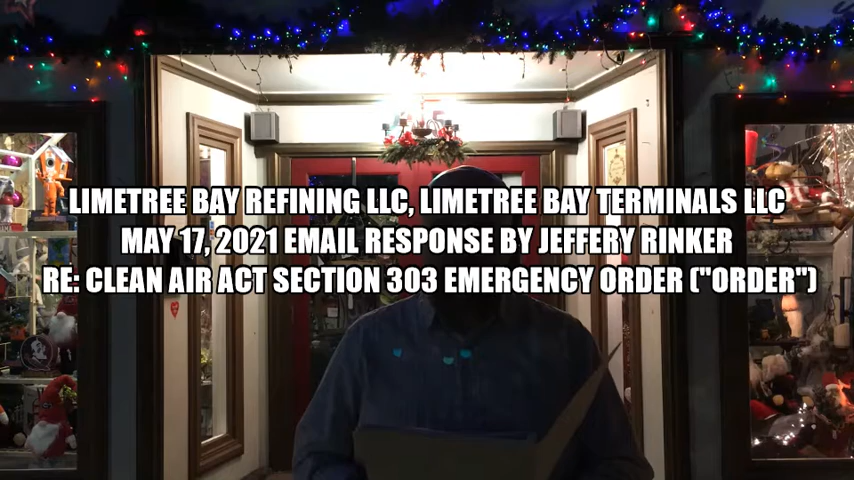 LIMETREE BAY REFINING LLC, LIMETREE BAY TERMINALS LLC
MAY 17, 2021 EMAIL RESPONSE BY JEFFERY RINKER
RE: CLEAN AIR ACT SECTION 303 EMERGENCY ORDER ("ORDER")